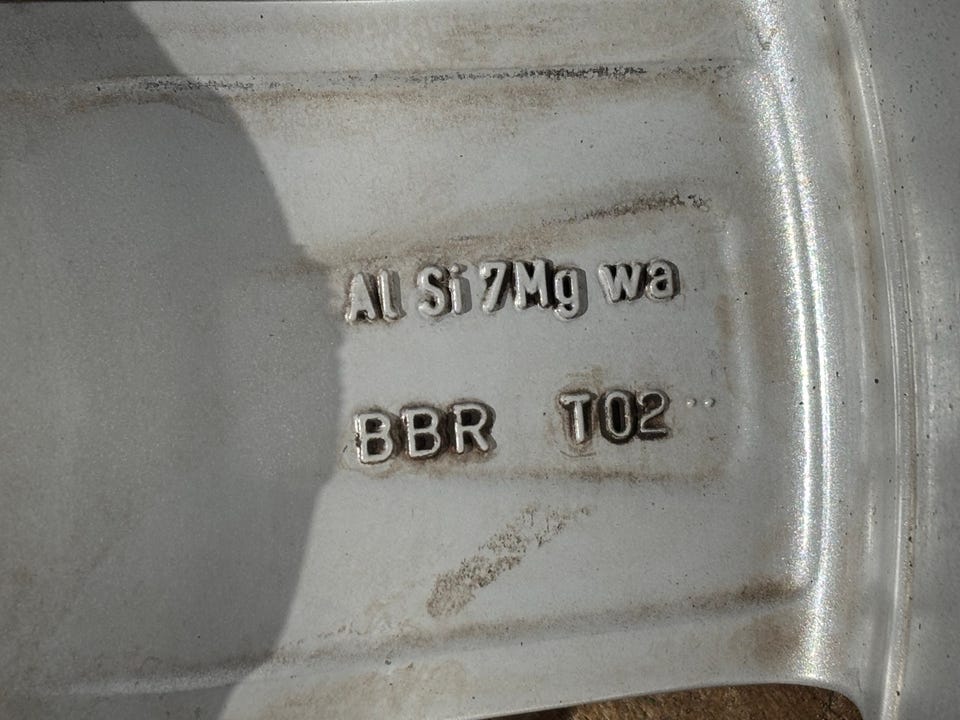 Al Si 7Mg wa
BBR T02··